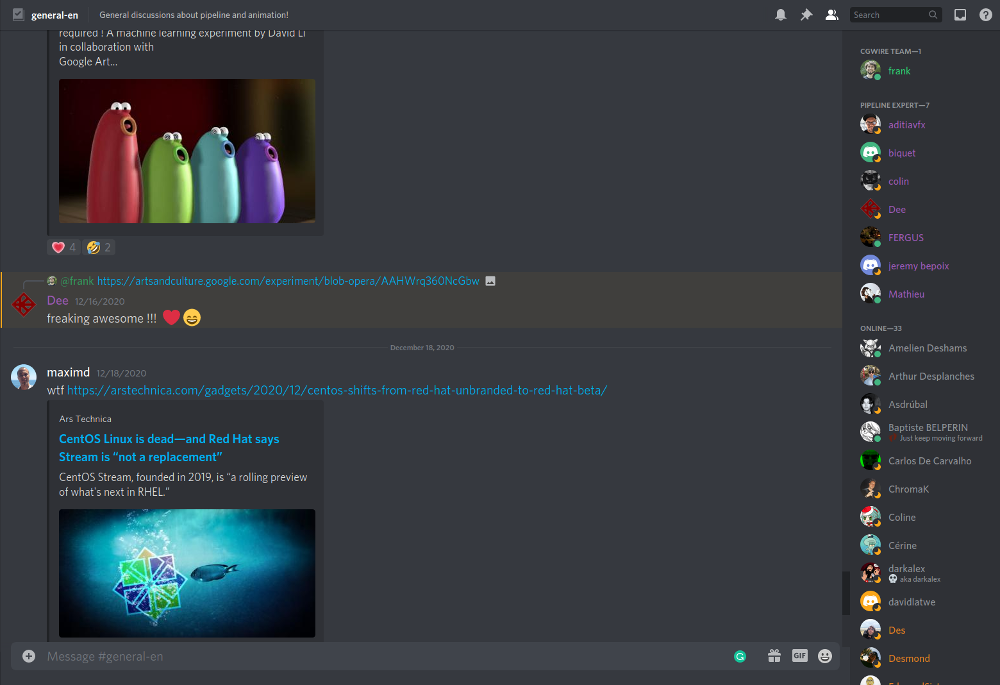 general-en
General discussions about pipeline and animation!
Search
required ! A machine learning experiment by David Li
in collaboration with
Google Art...
4
2
@frank https://artsandculture.google.com/experiment/blob-opera/AAHWrq360NcGbw
Dee 12/16/2020
freaking awesome !!!
December 18, 2020
maximd 12/18/2020
wtf https://arstechnica.com/gadgets/2020/12/centos-shifts-from-red-hat-unbranded-to-red-hat-beta/
Ars Technica
CentOS Linux is dead—and Red Hat says
Stream is “not a replacement”
CentOS Stream, founded in 2019, is "a rolling preview
of what's next in RHEL."
Message #general-en
GIF
CGWIRE TEAM—1
frank
PIPELINE EXPERT—7
aditiavfx
biquet
colin
Dee
FERGUS
jeremy bepoix
Mathieu
ONLINE—33
Amelien Deshams
Arthur Desplanches
Asdrúbal
Baptiste BELPERIN
Just keep moving forward
Carlos De Carvalho
ChromaK
Coline
Cérine
darkalex
aka darkalex
davidlatwe
Des
Desmond